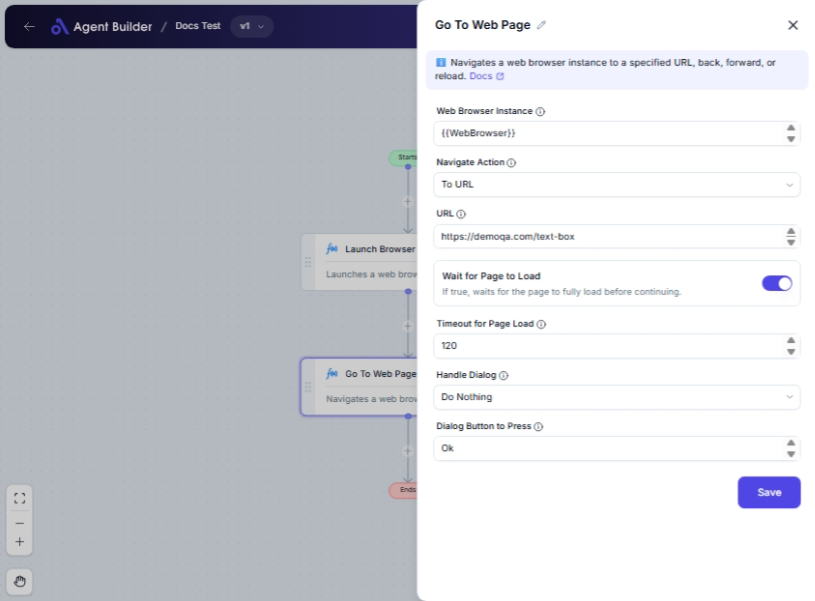 Agent Builder / Docs Test v1
Go To Web Page
Navigates a web browser instance to a specified URL, back, forward, or
reload. Docs
Web Browser Instance
{{WebBrowser}}
Navigate Action
To URL
URL
https://demoqa.com/text-box
Wait for Page to Load
If true, waits for the page to fully load before continuing.
Timeout for Page Load
120
Handle Dialog
Do Nothing
Dialog Button to Press
Ok
Save
Starts
Launch Browser
Launches a web brow
Go To Web Page
Navigates a web brow
Ends